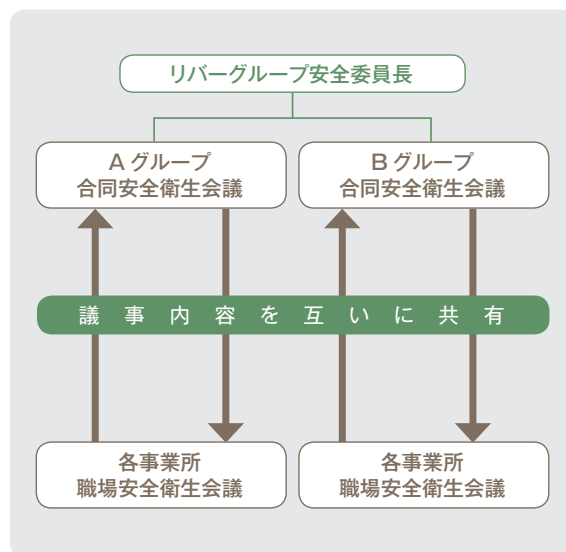 リバーグループ安全委員長
Aグループ
合同安全衛生会議
Bグループ
合同安全衛生会議
議事内容を互いに共有
各事業所
職場安全衛生会議
各事業所
職場安全衛生会議